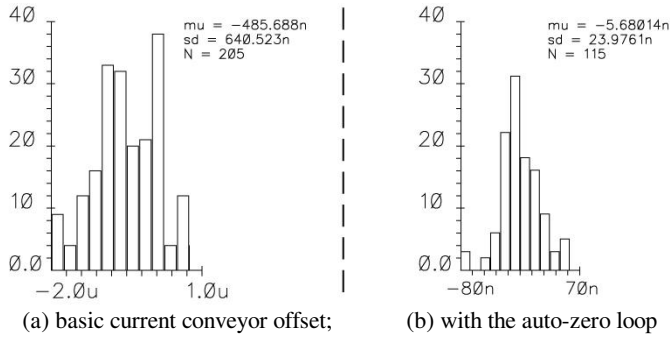 40
30
20
10
0.0
-2.0u 1.0u
mu = -485.688n
sd = 640.523n
N = 205
(a) basic current conveyor offset;
40
30
20
10
0.0
-80n 70n
mu = -5.68014n
sd = 23.9761n
N = 115
(b) with the auto-zero loop